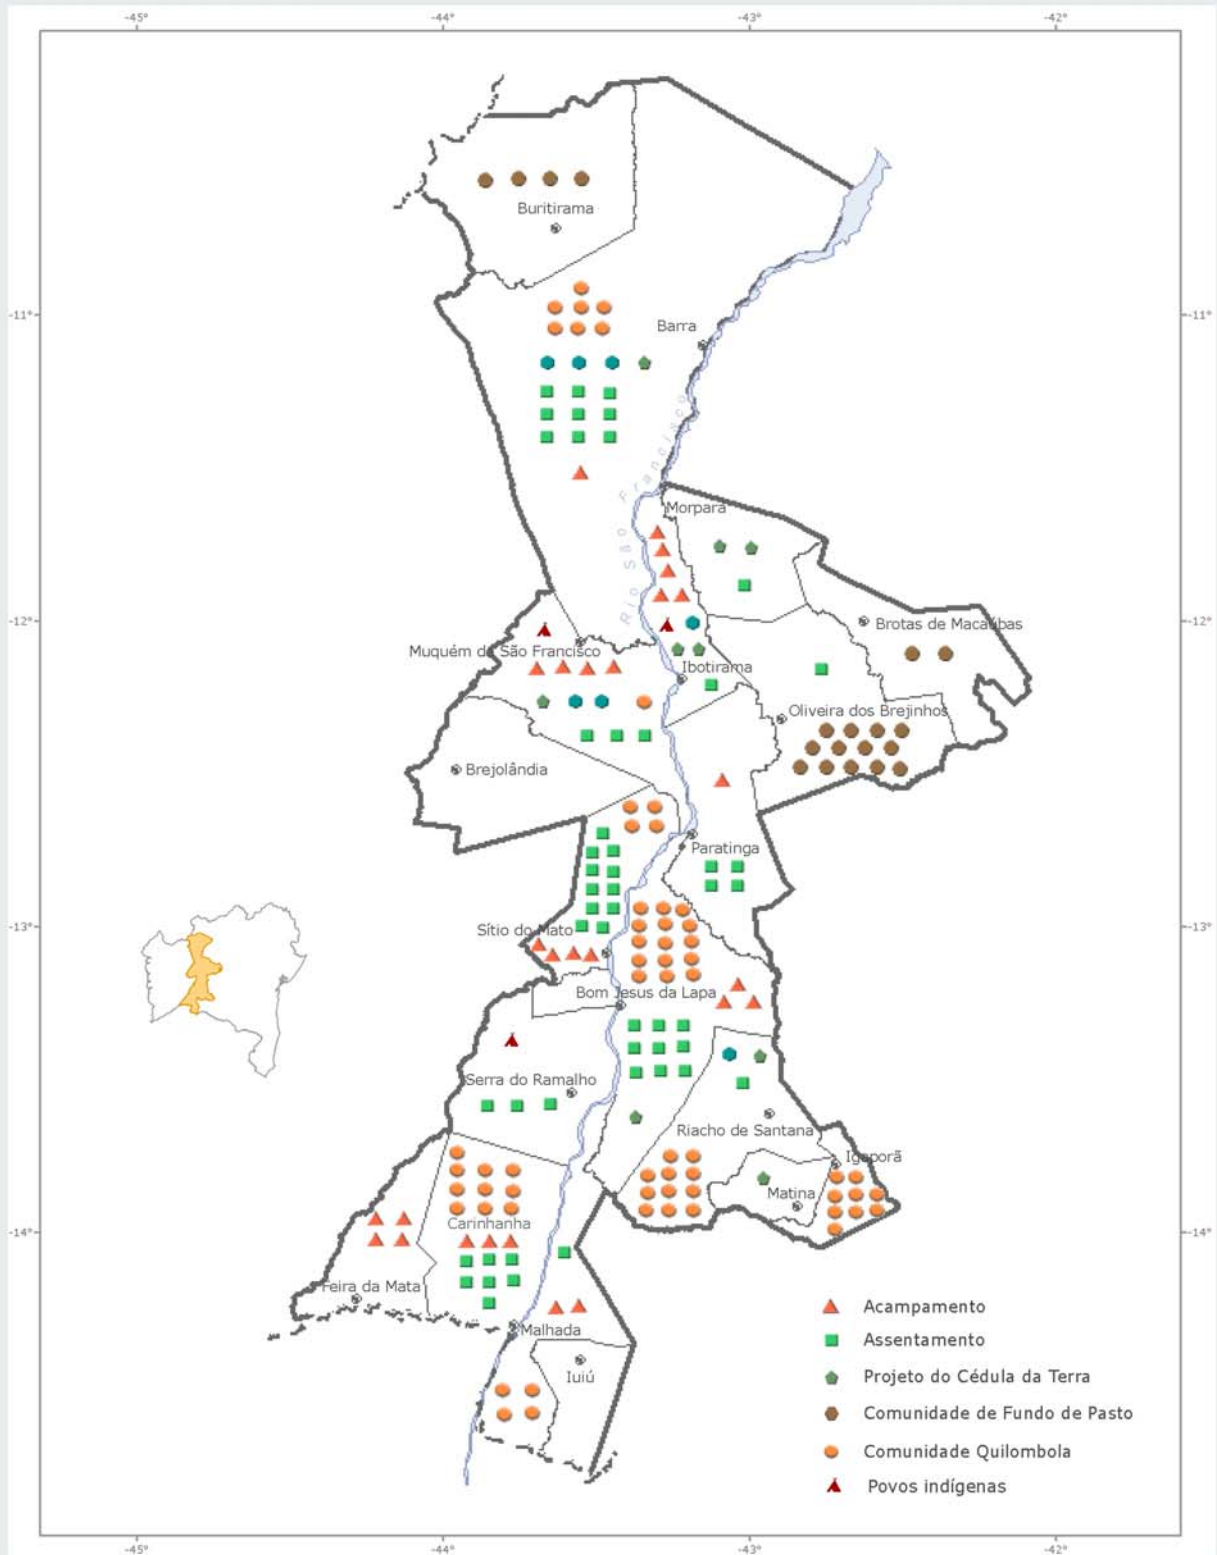 -45° -44° -43° -42°
Buritirama
-11° -11°
Barra
Rio São Francisco
Morpará
-12° -12°
Brotas de Macaúbas
Muquém do São Francisco
Ibotirama
Oliveira dos Brejinhos
Brejolândia
Paratinga
-13° -13°
Sítio do Mato
Bom Jesus da Lapa
Serra do Ramalho
Riacho de Santana
Igaporã
Matina
Carinhanha
-14° -14°
Feira da Mata
Malhada
Iuiú
Acampamento
Assentamento
Projeto do Cédula da Terra
Comunidade de Fundo de Pasto
Comunidade Quilombola
Povos indígenas
-45° -44° -43° -42°